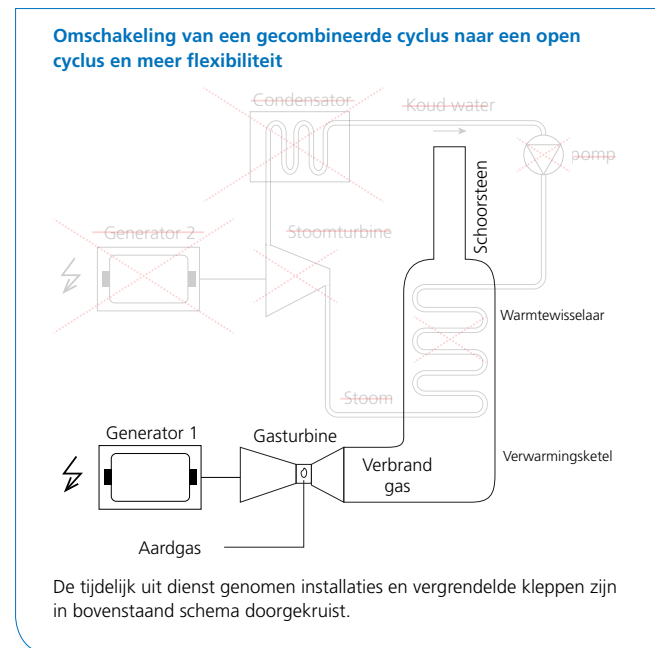 Omschakeling van een gecombineerde cyclus naar een open
cyclus en meer flexibiliteit
Condensator
Koud water
pomp
Schoorsteen
Generator 2
Stoomturbine
Warmtewisselaar
Stoom
Generator 1
Gasturbine
Verbrand
gas
Verwarmingsketel
Aardgas
De tijdelijk uit dienst genomen installaties en vergrendelde kleppen zijn
in bovenstaand schema doorgekruist.